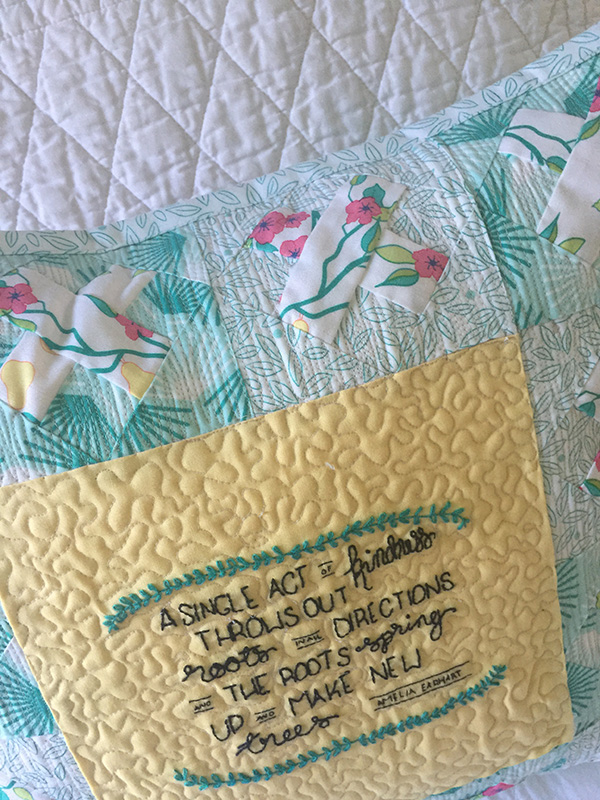 A SINGLE ACT OF kindness
THROWS OUT
roots IN ALL DIRECTIONS
AND THE ROOTS spring
UP AND MAKE NEW
trees AMELIA EARHART